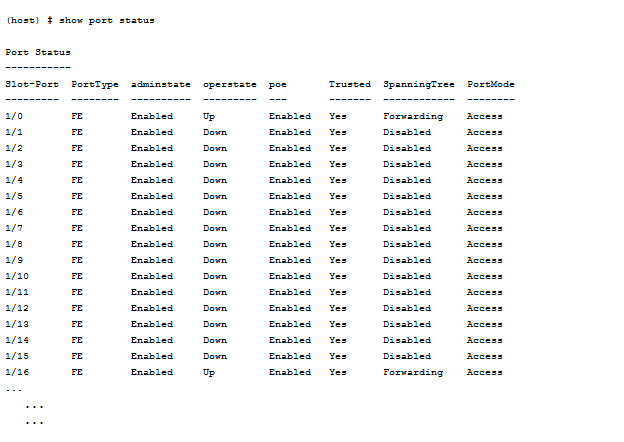 (host) # show port status
Port Status
-----------
Slot-Port  PortType  adminstate  operstate  poe      Trusted  SpanningTree  PortMode
---------  --------  ----------  ---------  ---      -------  ------------  --------
1/0        FE        Enabled     Up         Enabled  Yes      Forwarding    Access
1/1        FE        Enabled     Down       Enabled  Yes      Disabled      Access
1/2        FE        Enabled     Down       Enabled  Yes      Disabled      Access
1/3        FE        Enabled     Down       Enabled  Yes      Disabled      Access
1/4        FE        Enabled     Down       Enabled  Yes      Disabled      Access
1/5        FE        Enabled     Down       Enabled  Yes      Disabled      Access
1/6        FE        Enabled     Down       Enabled  Yes      Disabled      Access
1/7        FE        Enabled     Down       Enabled  Yes      Disabled      Access
1/8        FE        Enabled     Down       Enabled  Yes      Disabled      Access
1/9        FE        Enabled     Down       Enabled  Yes      Disabled      Access
1/10       FE        Enabled     Down       Enabled  Yes      Disabled      Access
1/11       FE        Enabled     Down       Enabled  Yes      Disabled      Access
1/12       FE        Enabled     Down       Enabled  Yes      Disabled      Access
1/13       FE        Enabled     Down       Enabled  Yes      Disabled      Access
1/14       FE        Enabled     Down       Enabled  Yes      Disabled      Access
1/15       FE        Enabled     Down       Enabled  Yes      Disabled      Access
1/16       FE        Enabled     Up         Enabled  Yes      Forwarding    Access
...
   ...
   ...